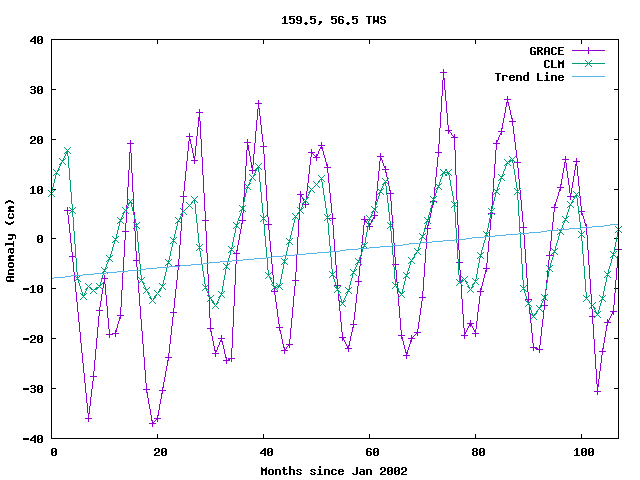 159.5, 56.5 TWS
GRACE
CLM
Trend Line
40
30
20
10
0
-10
-20
-30
-40
Anomaly (cm)
0 20 40 60 80 100
Months since Jan 2002